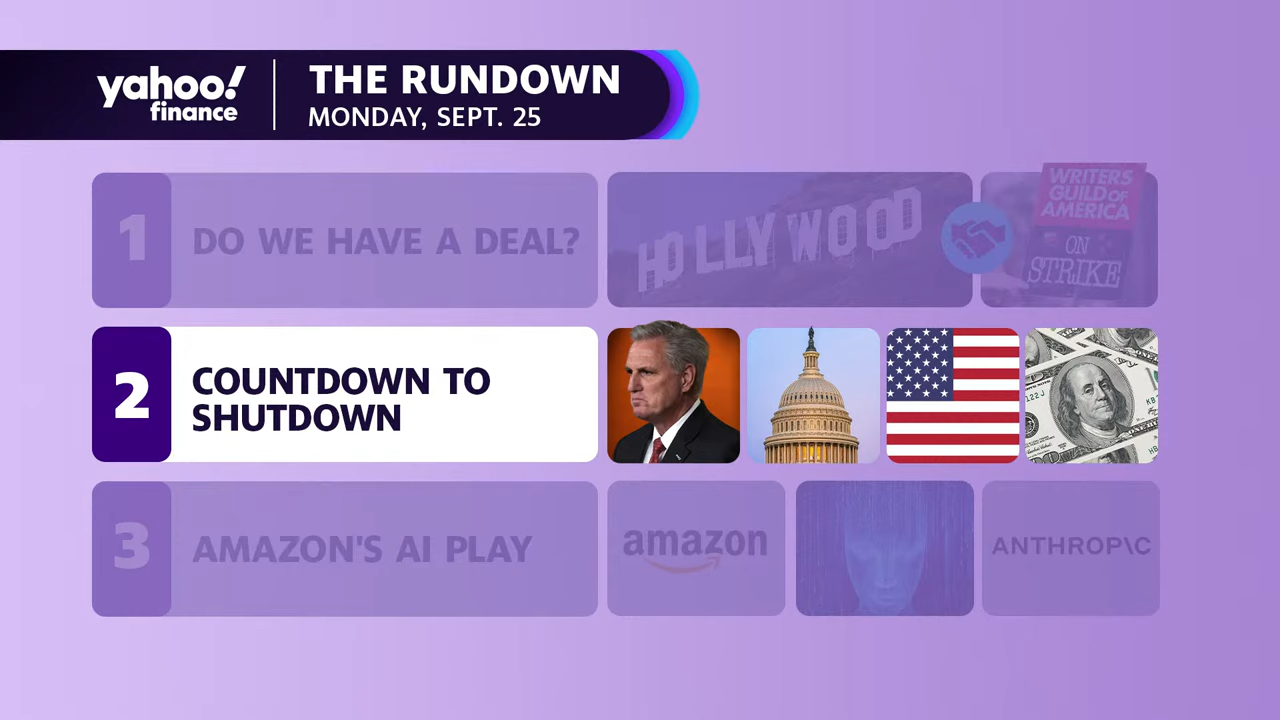 yahoo!
finance
THE RUNDOWN
MONDAY, SEPT. 25
1
DO WE HAVE A DEAL?
HOLLYWOOD
WRITERS
GUILD OF
AMERICA
ON
STRIKE
2
COUNTDOWN TO
SHUTDOWN
3
AMAZON'S AI PLAY
amazon
ANTHROP\C